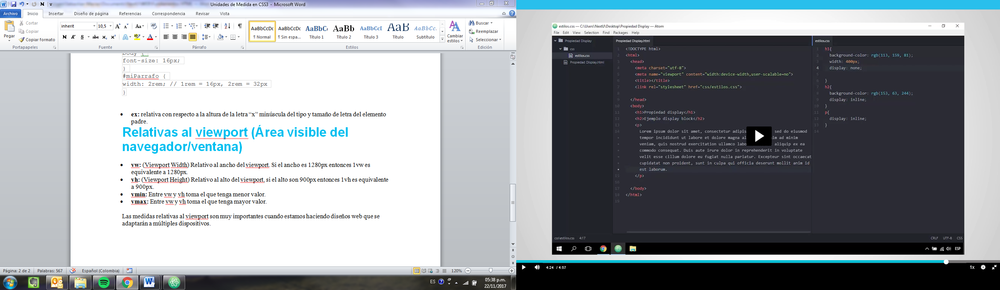 Unidades de Medida en CSS3 - Microsoft Word
Archivo Inicio Insertar Diseño de página Referencias Correspondencia Revisar Vista
Pegar
Cortar
Copiar
Copiar formato
Portapapeles
inherit 10,5
Fuente
Párrafo
AaBbCcDc ¶ Normal
AaBbCcDc ¶ Sin espa...
AaBbC Título 1
AaBb Título 2
AaBbCcI Título 3
AaB Título
AaBbCc. Subtítulo
Cambiar estilos
Estilos
Buscar
Reemplazar
Seleccionar
Edición
body {
font-size: 16px;
}
#miParrafo {
width: 2rem; // 1rem = 16px, 2rem = 32px
}
• ex: relativa con respecto a la altura de la letra “x” minúscula del tipo y tamaño de letra del elemento
padre.
Relativas al viewport (Área visible del
navegador/ventana)
• vw: (Viewport Width) Relativo al ancho del viewport. Si el ancho es 1280px entonces 1vw es
equivalente a 1280px.
• vh: (Viewport Height) Relativo al alto del viewport, si el alto son 900px entonces 1vh es equivalente
a 900px.
• vmin: Entre vw y vh toma el que tenga menor valor.
• vmax: Entre vw y vh toma el que tenga mayor valor.
Las medidas relativas al viewport son muy importantes cuando estamos haciendo diseños web que se
adaptarán a múltiples dispositivos.
Página: 2 de 2 Palabras: 567 Español (Colombia) 120%
ES 05:38 p.m.
22/11/2017
estilos.css — C:\Users\NextU\Desktop\Propiedad Display — Atom
File Edit View Selection Find Packages Help
Propiedad Display
css
estilos.css
Propiedad Display.html
Propiedad Display.html
1 <!DOCTYPE html>
2 <html>
3 <head>
4 <meta charset="utf-8">
5 <meta name="viewport" content="width:device-width,user-scalable=no">
6 <title></title>
7 <link rel="stylesheet" href="css/estilos.css">
8
9 </head>
10 <body>
11 <h1>Propiedad display</h1>
12 <h2>Ejemplo display block</h2>
13 <p>
14 Lorem ipsum dolor sit amet, consectetur adipis sed do eiusmod
tempor incididunt ut labore et dolore magna al im ad minim
veniam, quis nostrud exercitation ullamco labo aliquip ex ea
commodo consequat. Duis aute irure dolor in reprehenderit in voluptate
velit esse cillum dolore eu fugiat nulla pariatur. Excepteur sint occaecat
cupidatat non proident, sunt in culpa qui officia deserunt mollit anim id
est laborum.
15 </p>
16
17 </body>
18 </html>
19
estilos.css
1 h1{
2 background-color: rgb(113, 159, 81);
3 width: 400px;
4 display: none;
5
6 }
7 h2{
8 background-color: rgb(153, 63, 244);
9 display: inline;
10 }
11 p{
12 display: inline;
13 }
14
css\estilos.css 4:17 CRLF UTF-8 CSS
ESP
4:24 / 4:57 1x